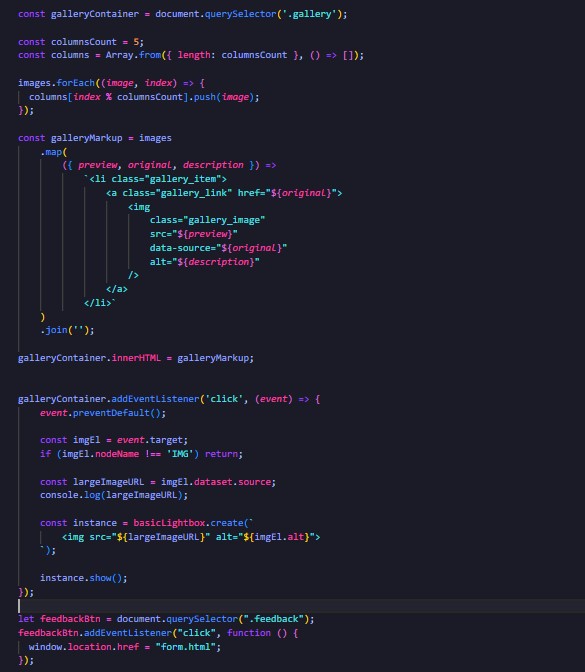 const galleryContainer = document.querySelector('.gallery');
const columnsCount = 5;
const columns = Array.from({ length: columnsCount }, () => []);
images.forEach((image, index) => {
columns[index % columnsCount].push(image);
});
const galleryMarkup = images
.map(
({ preview, original, description }) =>
`<li class="gallery_item">
<a class="gallery_link" href="${original}">
<img
class="gallery_image"
src="${preview}"
data-source="${original}"
alt="${description}"
/>
</a>
</li>`
)
.join('');
galleryContainer.innerHTML = galleryMarkup;
galleryContainer.addEventListener('click', (event) => {
event.preventDefault();
const imgEl = event.target;
if (imgEl.nodeName !== 'IMG') return;
const largeImageURL = imgEl.dataset.source;
console.log(largeImageURL);
const instance = basicLightbox.create(`
<img src="${largeImageURL}" alt="${imgEl.alt}">
`);
instance.show();
});
let feedbackBtn = document.querySelector(".feedback");
feedbackBtn.addEventListener("click", function () {
window.location.href = "form.html";
});